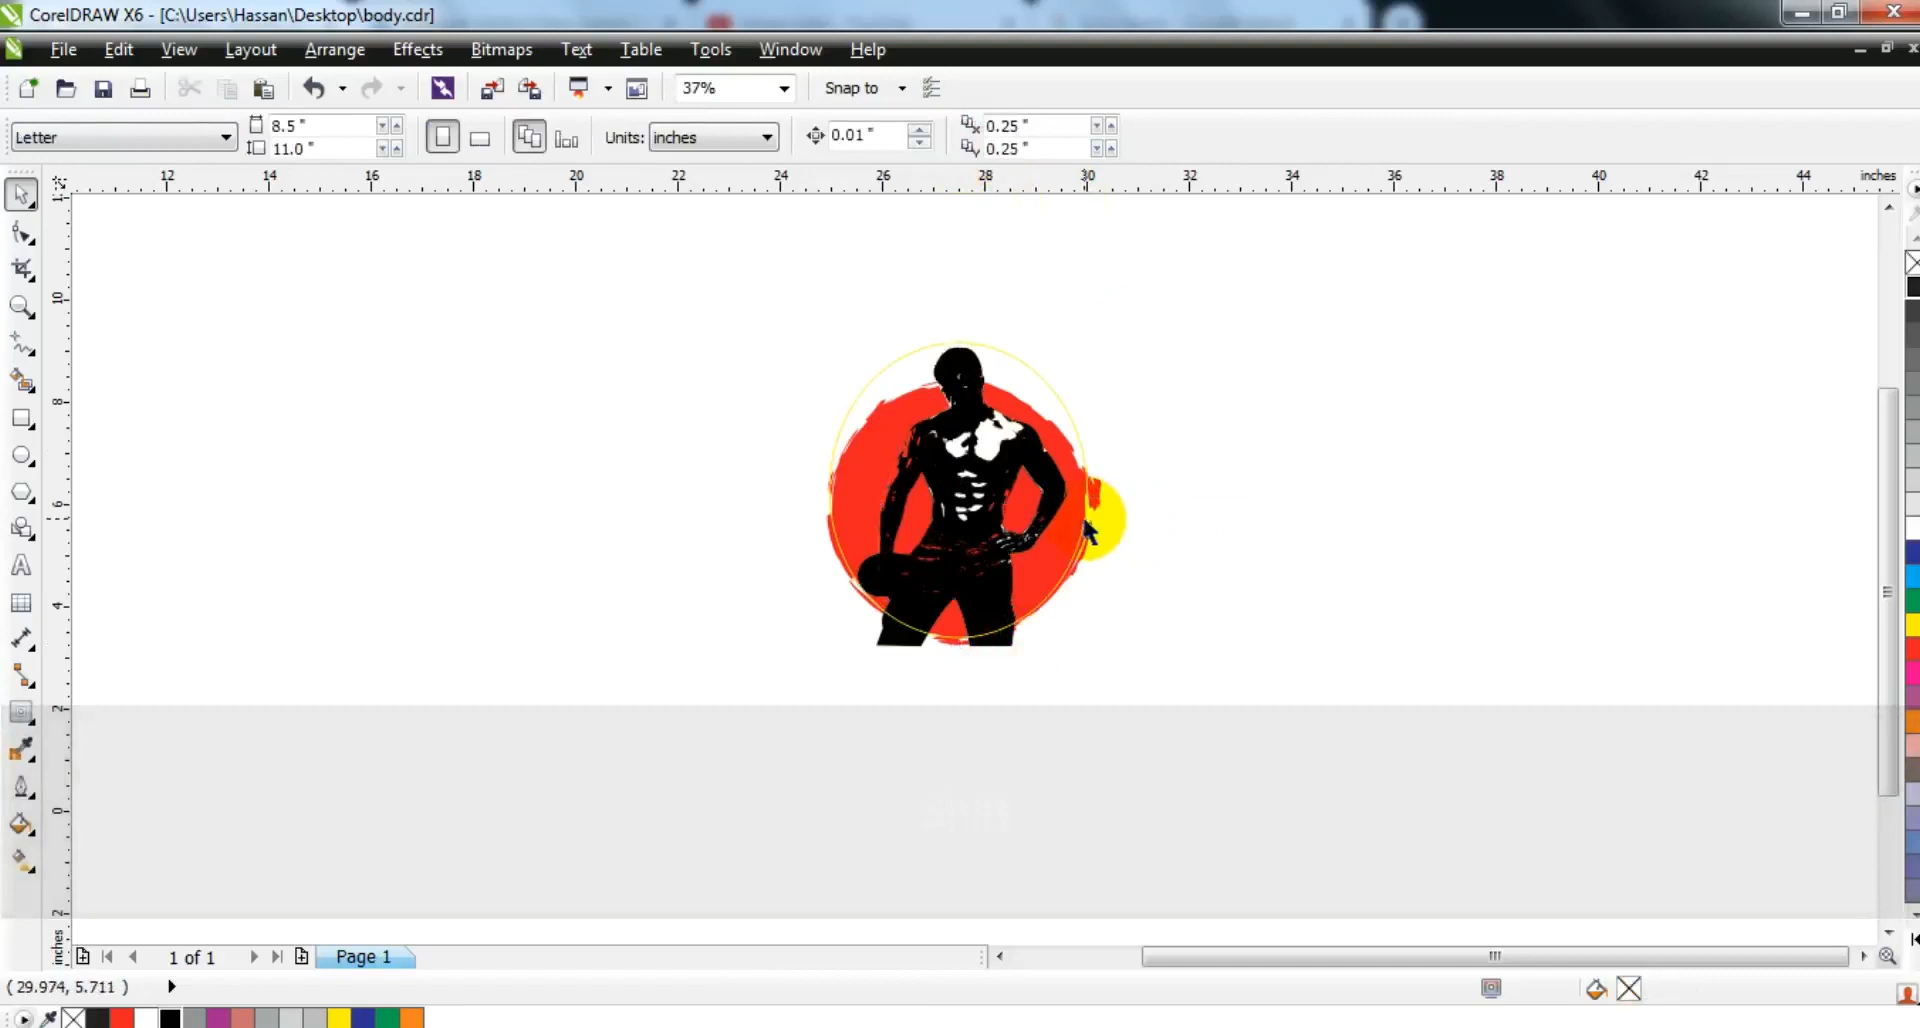 CorelDRAW X6 - [C:\Users\Hassan\Desktop\body.cdr]
File Edit View Layout Arrange Effects Bitmaps Text Table Tools Window Help
37% Snap to
Letter 8.5 " 11.0 " Units: inches 0.01 " 0.25 " 0.25 "
12 14 16 18 20 22 24 26 28 30 32 34 36 38 40 42 44 inches
10
8
6
4
2
0
2
inches
1 of 1 Page 1
( 29.974, 5.711 )